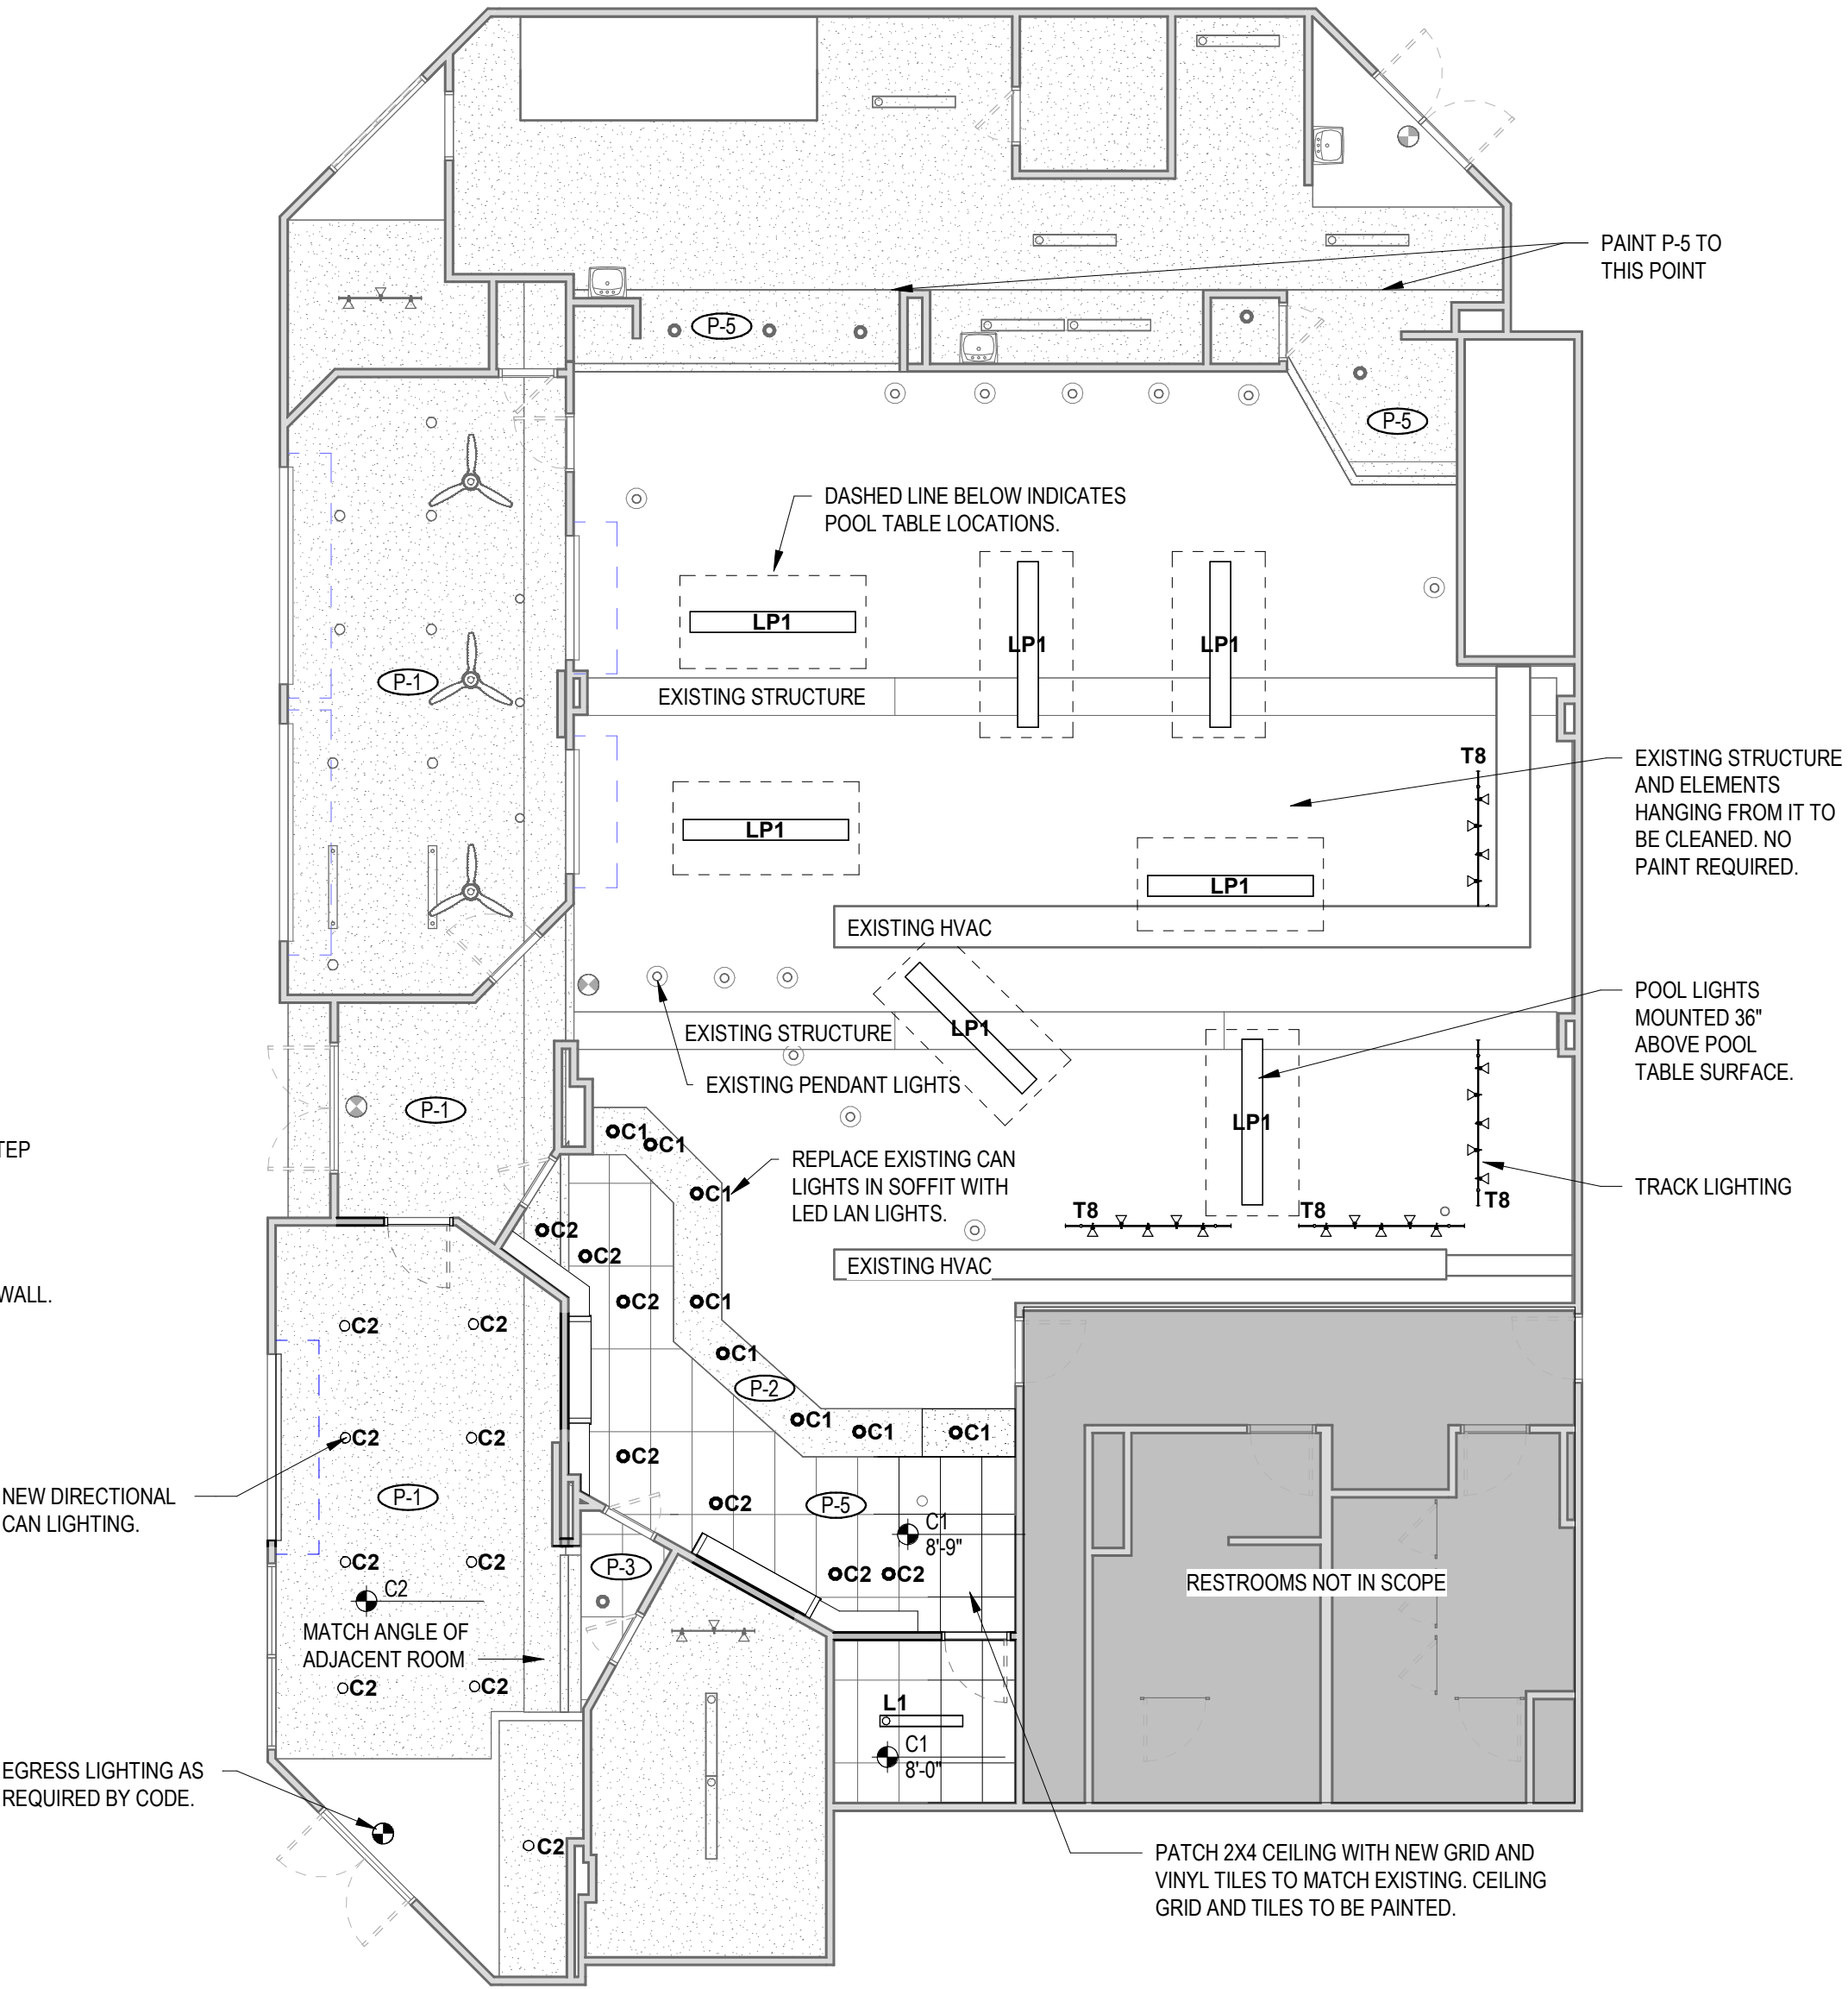 PAINT P-5 TO
THIS POINT
P-5
P-5
DASHED LINE BELOW INDICATES
POOL TABLE LOCATIONS.
LP1
LP1
LP1
P-1
EXISTING STRUCTURE
T8
EXISTING STRUCTURE
AND ELEMENTS
HANGING FROM IT TO
BE CLEANED. NO
PAINT REQUIRED.
LP1
LP1
EXISTING HVAC
POOL LIGHTS
MOUNTED 36"
ABOVE POOL
TABLE SURFACE.
LP1
EXISTING STRUCTURE
EXISTING PENDANT LIGHTS
P-1
LP1
C1
C1
TEP
REPLACE EXISTING CAN
LIGHTS IN SOFFIT WITH
LED LAN LIGHTS.
C1
TRACK LIGHTING
T8
T8
T8
C2
C2
EXISTING HVAC
WALL.
C2
C1
C2
C2
C1
P-2
C1
C1
C1
C2
C2
C2
NEW DIRECTIONAL
CAN LIGHTING.
P-1
C2
P-5
C1
8'-9"
C2
C2
P-3
C2
C2
RESTROOMS NOT IN SCOPE
C2
MATCH ANGLE OF
ADJACENT ROOM
C2
C2
L1
C1
8'-0"
EGRESS LIGHTING AS
REQUIRED BY CODE.
C2
PATCH 2X4 CEILING WITH NEW GRID AND
VINYL TILES TO MATCH EXISTING. CEILING
GRID AND TILES TO BE PAINTED.